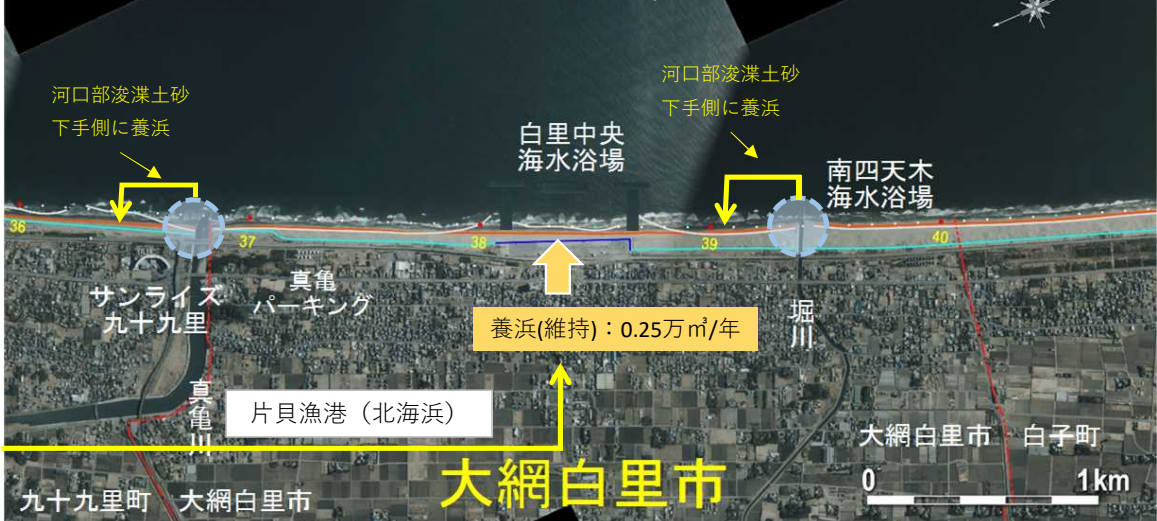 河口部浚渫土砂
下手側に養浜
河口部浚渫土砂
下手側に養浜
白里中央
海水浴場
南四天木
海水浴場
36
37
38
39
40
サンライズ
九十九里
真亀
パーキング
養浜(維持)：0.25万㎥/年
堀川
真亀川
片貝漁港（北海浜）
大網白里市
大網白里市
白子町
0
1km
九十九里町
大網白里市